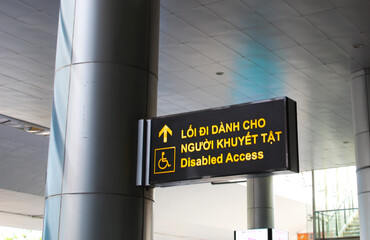 LỐI ĐI DÀNH CHO
NGƯỜI KHUYẾT TẬT
Disabled Access